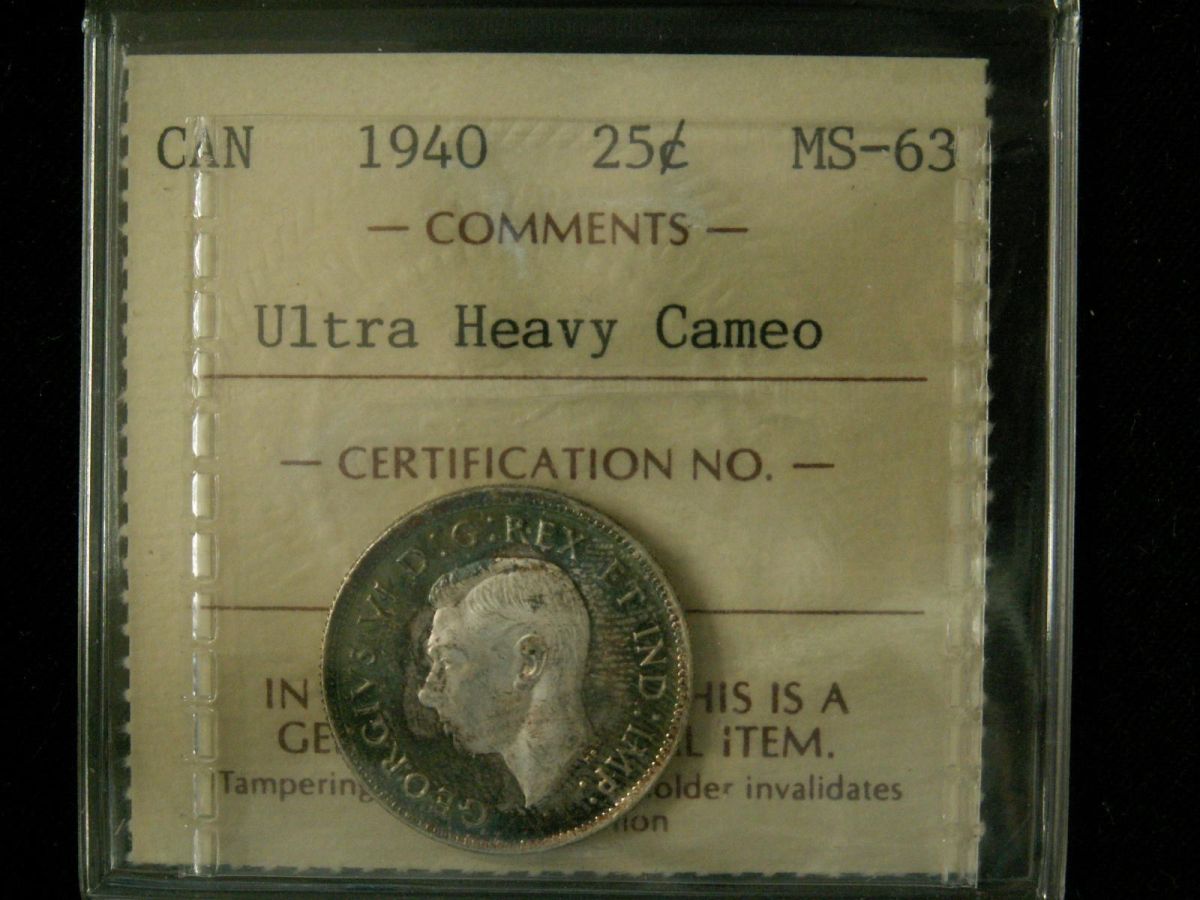 CAN 1940 25¢ MS-63
— COMMENTS —
Ultra Heavy Cameo
— CERTIFICATION NO. —
GEORGIVS VI D:G:REX ET IND:IMP:
IN HIS IS A
GE L ITEM.
Tampering older invalidates
ion